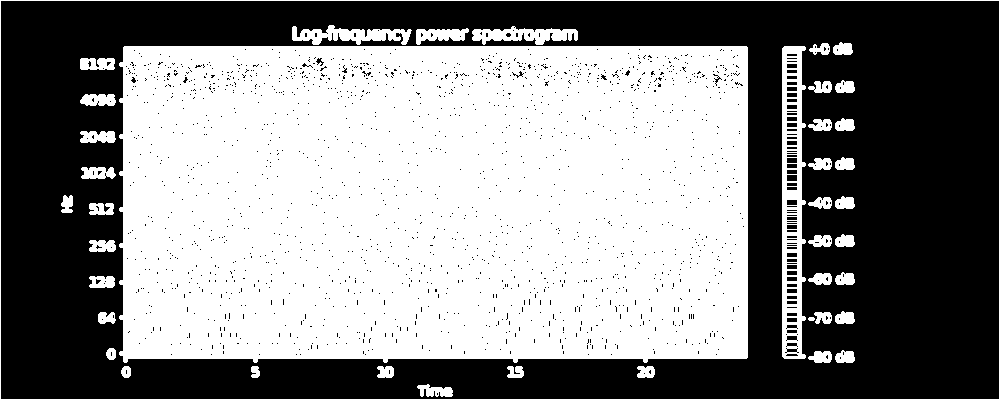 Log-frequency power spectrogram
8192
4096
2048
1024
512
256
128
64
0
Hz
0 5 10 15 20
Time
+0 dB
-10 dB
-20 dB
-30 dB
-40 dB
-50 dB
-60 dB
-70 dB
-80 dB